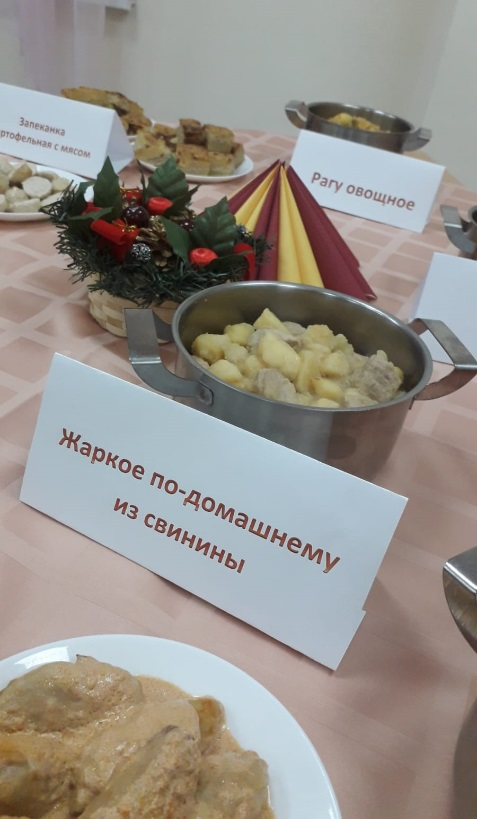 Запеканка
картофельная с мясом
Рагу овощное
Жаркое по-домашнему
из свинины